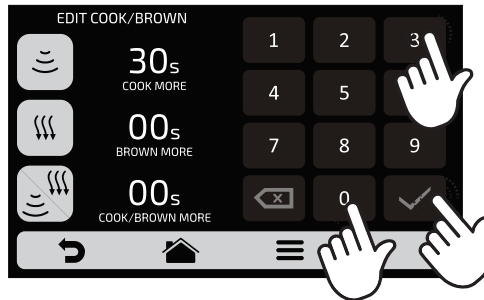 EDIT COOK/BROWN
30s
COOK MORE
00s
BROWN MORE
00s
COOK/BROWN MORE
1 2 3
4 5
7 8 9
0